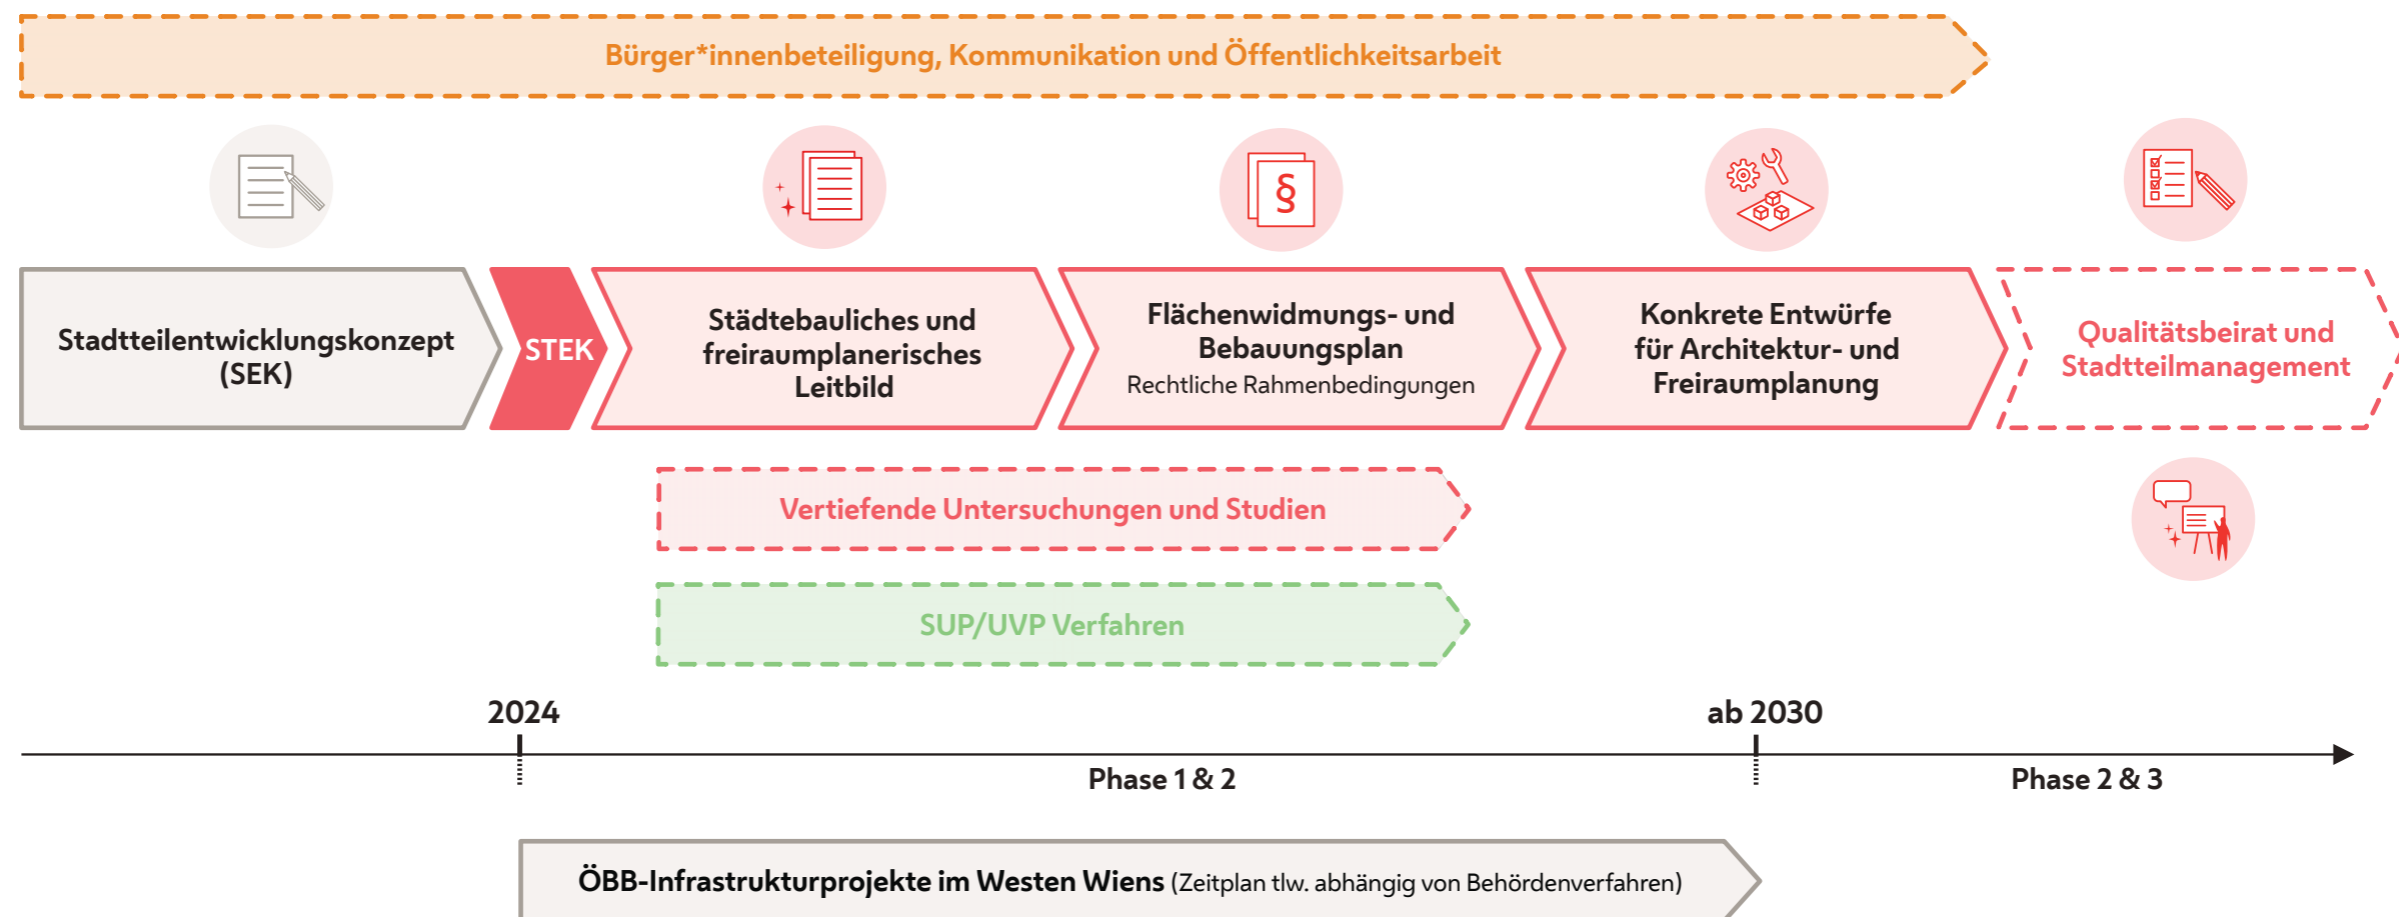 Bürger*innenbeteiligung, Kommunikation und Öffentlichkeitsarbeit
§
Stadtteilentwicklungskonzept
(SEK)
STEK
Städtebauliches und
freiraumplanerisches
Leitbild
Flächenwidmungs- und
Bebauungsplan
Rechtliche Rahmenbedingungen
Konkrete Entwürfe
für Architektur- und
Freiraumplanung
Qualitätsbeirat und
Stadtteilmanagement
Vertiefende Untersuchungen und Studien
SUP/UVP Verfahren
2024
ab 2030
Phase 1 & 2
Phase 2 & 3
ÖBB-Infrastrukturprojekte im Westen Wiens (Zeitplan tlw. abhängig von Behördenverfahren)